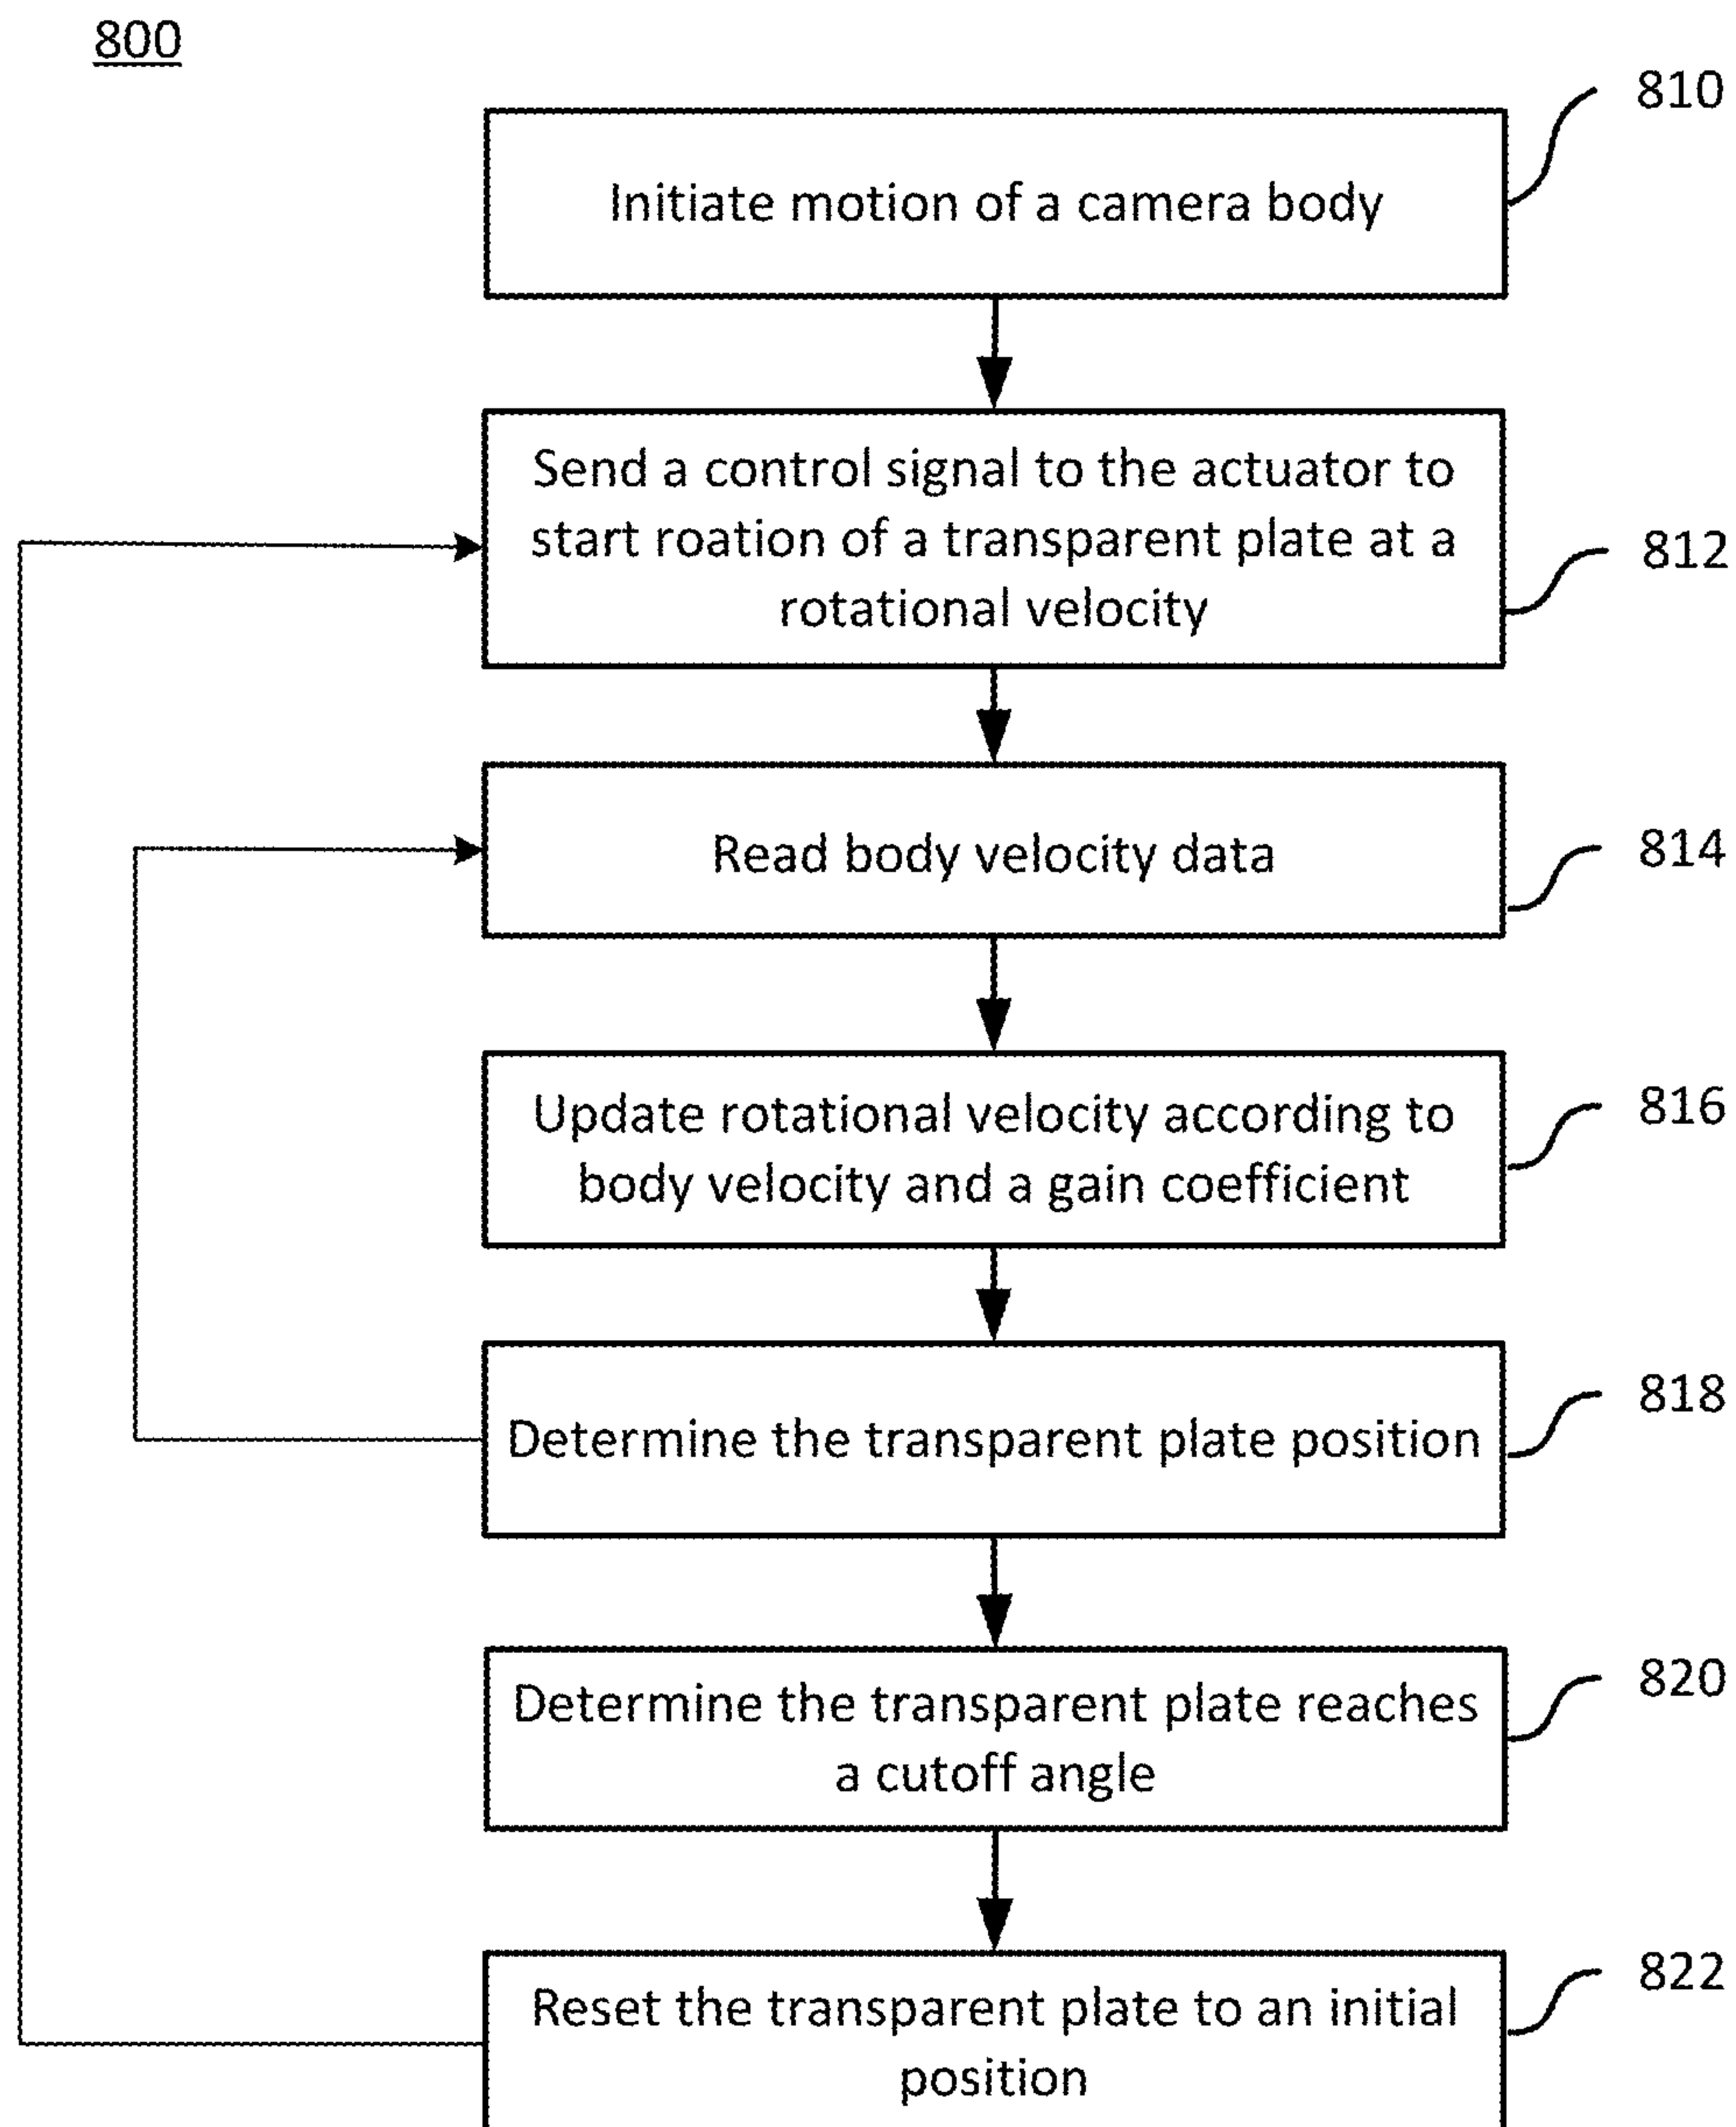 800
810
Initiate motion of a camera body
Send a control signal to the actuator to
start roation of a transparent plate at a
rotational velocity
812
Read body velocity data
814
Update rotational velocity according to
body velocity and a gain coefficient
816
Determine the transparent plate position
818
Determine the transparent plate reaches
a cutoff angle
820
Reset the transparent plate to an initial
position
822